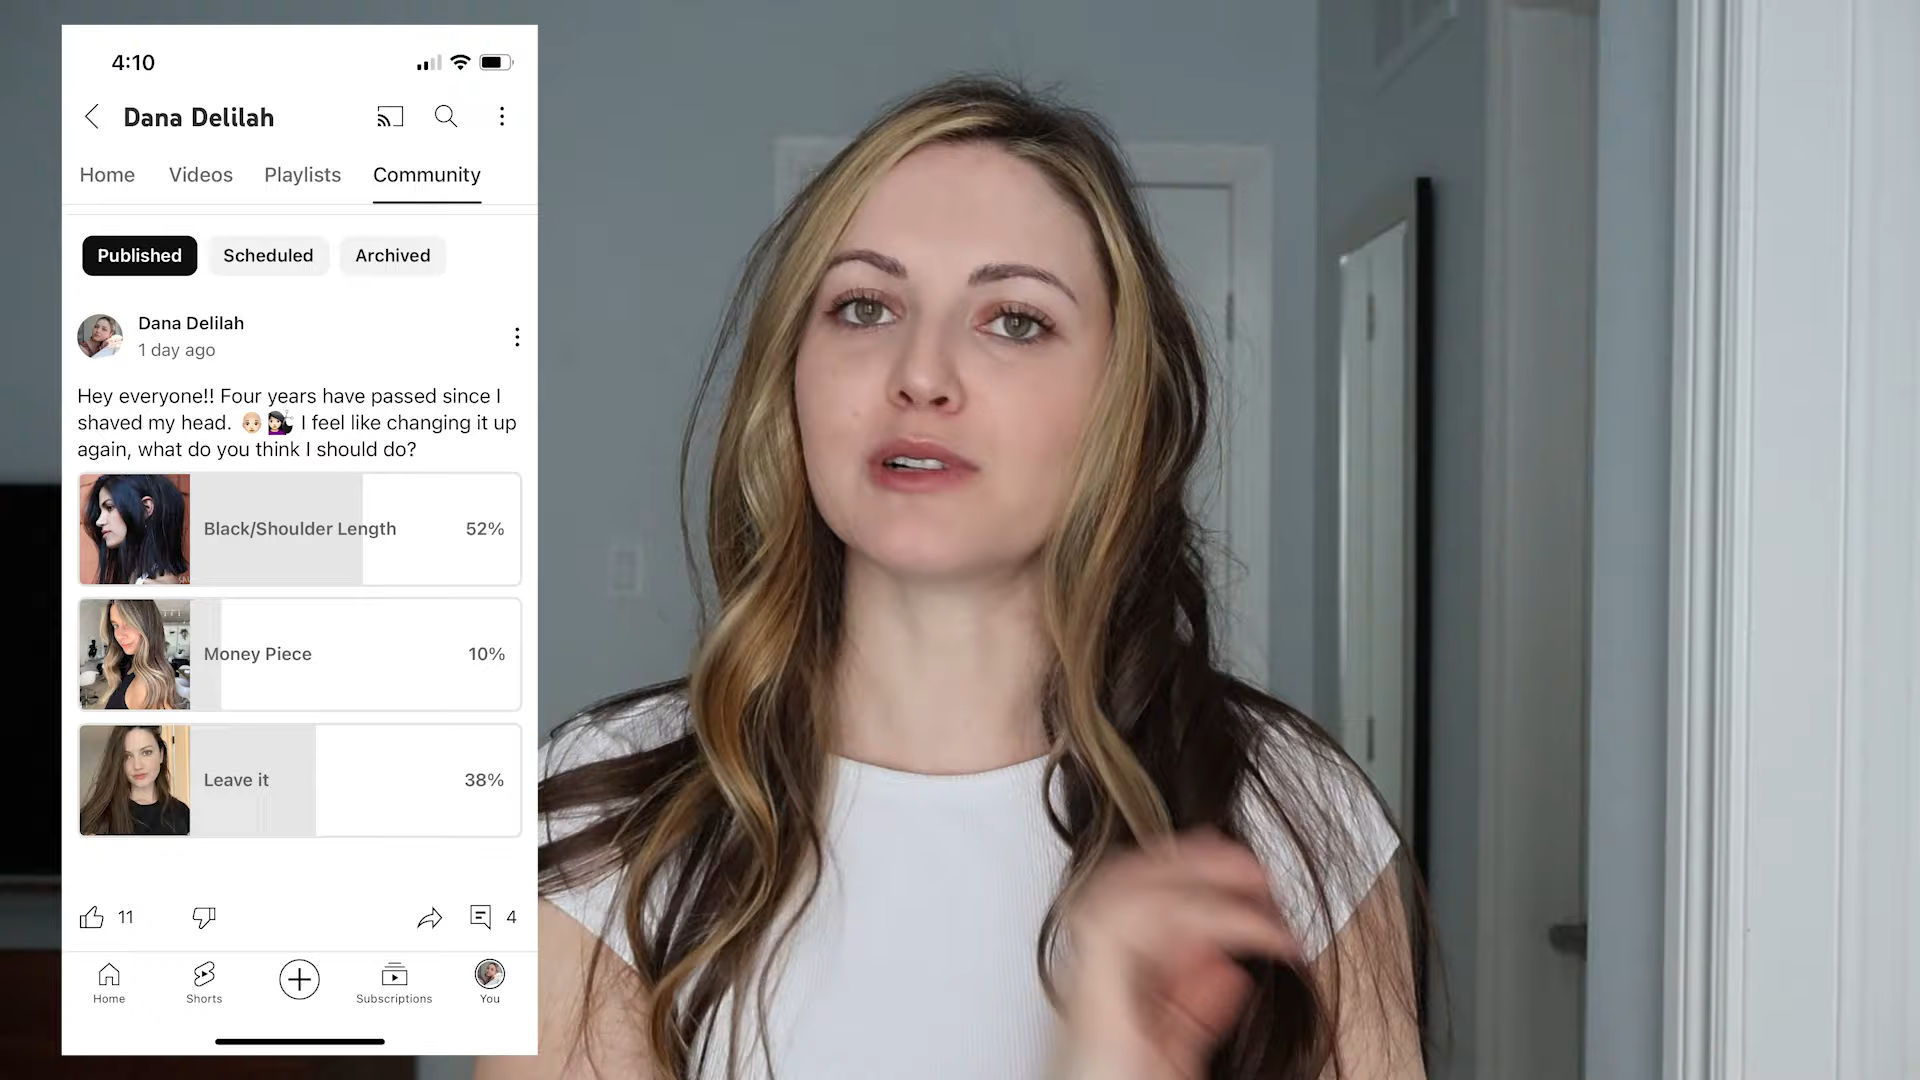 4:10
Dana Delilah
Home Videos Playlists Community
Published Scheduled Archived
Dana Delilah
1 day ago
Hey everyone!! Four years have passed since I
shaved my head. 👩🏻‍🦲💇🏻‍♀️ I feel like changing it up
again, what do you think I should do?
Black/Shoulder Length 52%
Money Piece 10%
Leave it 38%
11 4
Home Shorts Subscriptions You